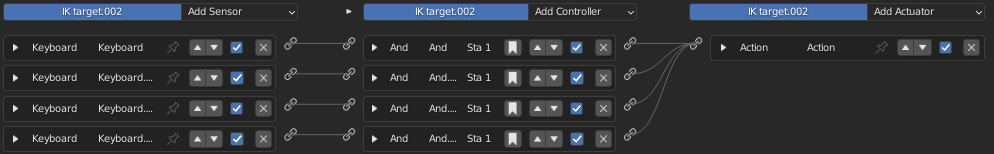 IK target.002 Add Sensor IK target.002 Add Controller IK target.002 Add Actuator
Keyboard Keyboard And And Sta 1 Action Action
Keyboard Keyboard.... And And.... Sta 1
Keyboard Keyboard.... And And.... Sta 1
Keyboard Keyboard.... And And.... Sta 1